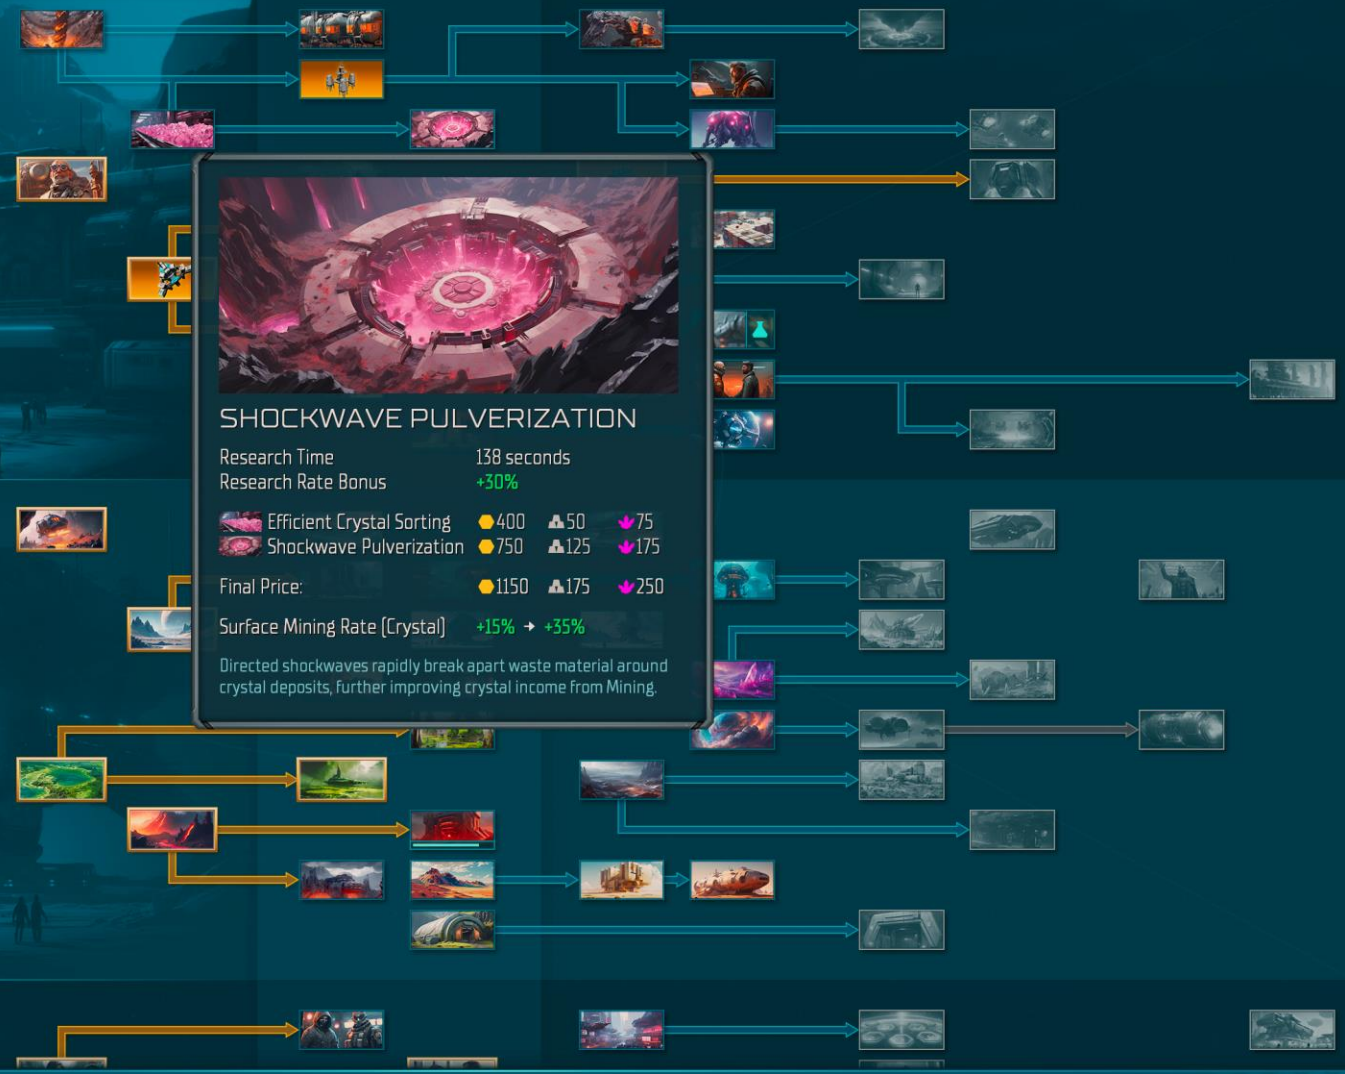 SHOCKWAVE PULVERIZATION
Research Time 138 seconds
Research Rate Bonus +30%
Efficient Crystal Sorting 400 50 75
Shockwave Pulverization 750 125 175
Final Price: 1150 175 250
Surface Mining Rate (Crystal) +15% → +35%
Directed shockwaves rapidly break apart waste material around
crystal deposits, further improving crystal income from Mining.